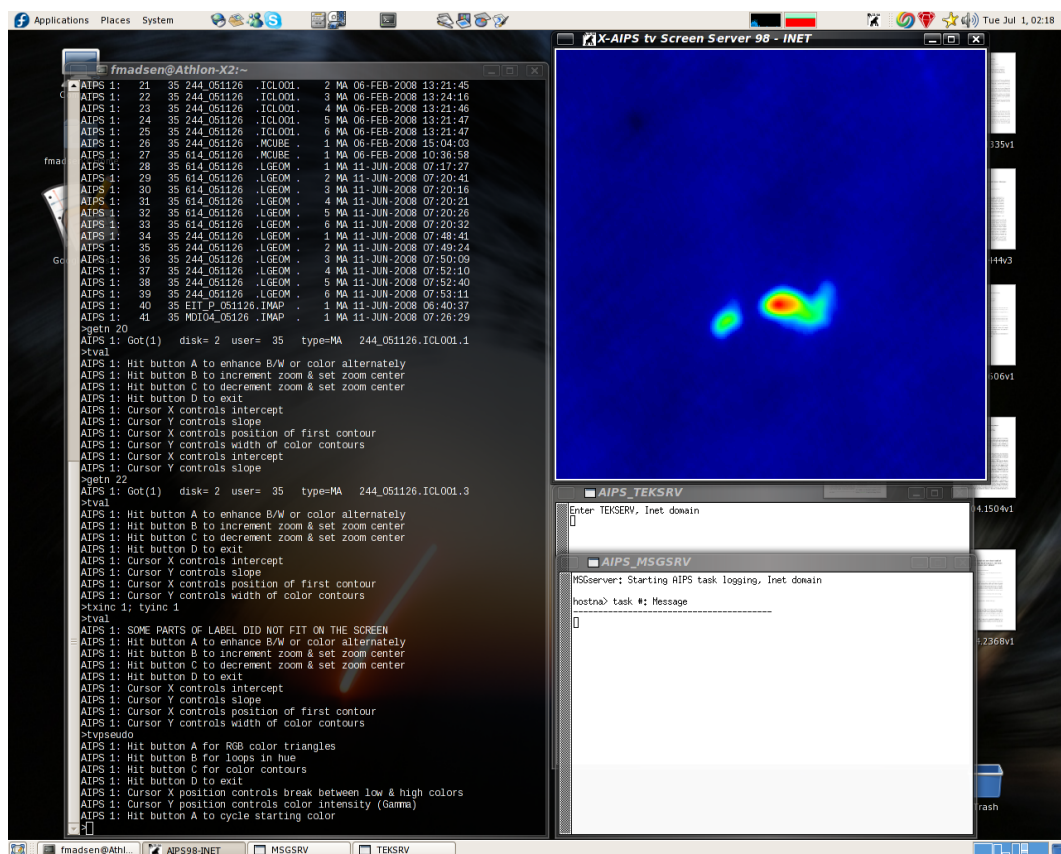 Applications Places System
Tue Jul 1, 02:18
fmadsen@Athlon-X2:~
AIPS 1: 21 35 244_051126 .ICL001. 2 MA 06-FEB-2008 13:21:45
AIPS 1: 22 35 244_051126 .ICL001. 3 MA 06-FEB-2008 13:24:16
AIPS 1: 23 35 244_051126 .ICL001. 4 MA 06-FEB-2008 13:21:46
AIPS 1: 24 35 244_051126 .ICL001. 5 MA 06-FEB-2008 13:21:47
AIPS 1: 25 35 244_051126 .ICL001. 6 MA 06-FEB-2008 13:21:47
AIPS 1: 26 35 244_051126 .MCUBE . 1 MA 06-FEB-2008 15:04:03
AIPS 1: 27 35 614_051126 .MCUBE . 1 MA 06-FEB-2008 10:36:58
AIPS 1: 28 35 614_051126 .LGEOM . 1 MA 11-JUN-2008 07:17:27
AIPS 1: 29 35 614_051126 .LGEOM . 2 MA 11-JUN-2008 07:20:41
AIPS 1: 30 35 614_051126 .LGEOM . 3 MA 11-JUN-2008 07:20:16
AIPS 1: 31 35 614_051126 .LGEOM . 4 MA 11-JUN-2008 07:20:21
AIPS 1: 32 35 614_051126 .LGEOM . 5 MA 11-JUN-2008 07:20:26
AIPS 1: 33 35 614_051126 .LGEOM . 6 MA 11-JUN-2008 07:20:32
AIPS 1: 34 35 244_051126 .LGEOM . 1 MA 11-JUN-2008 07:48:41
AIPS 1: 35 35 244_051126 .LGEOM . 2 MA 11-JUN-2008 07:49:24
AIPS 1: 36 35 244_051126 .LGEOM . 3 MA 11-JUN-2008 07:50:09
AIPS 1: 37 35 244_051126 .LGEOM . 4 MA 11-JUN-2008 07:52:10
AIPS 1: 38 35 244_051126 .LGEOM . 5 MA 11-JUN-2008 07:52:40
AIPS 1: 39 35 244_051126 .LGEOM . 6 MA 11-JUN-2008 07:53:11
AIPS 1: 40 35 EIT_P_051126.IMAP . 1 MA 11-JUN-2008 06:40:37
AIPS 1: 41 35 MDI04_05126 .IMAP . 1 MA 11-JUN-2008 07:26:29
>getn 20
AIPS 1: Got(1) disk= 2 user= 35 type=MA 244_051126.ICL001.1
>tval
AIPS 1: Hit button A to enhance B/W or color alternately
AIPS 1: Hit button B to increment zoom & set zoom center
AIPS 1: Hit button C to decrement zoom & set zoom center
AIPS 1: Hit button D to exit
AIPS 1: Cursor X controls intercept
AIPS 1: Cursor Y controls slope
AIPS 1: Cursor X controls position of first contour
AIPS 1: Cursor Y controls width of color contours
AIPS 1: Cursor X controls intercept
AIPS 1: Cursor Y controls slope
>getn 22
AIPS 1: Got(1) disk= 2 user= 35 type=MA 244_051126.ICL001.3
>tval
AIPS 1: Hit button A to enhance B/W or color alternately
AIPS 1: Hit button B to increment zoom & set zoom center
AIPS 1: Hit button C to decrement zoom & set zoom center
AIPS 1: Hit button D to exit
AIPS 1: Cursor X controls intercept
AIPS 1: Cursor Y controls slope
AIPS 1: Cursor X controls position of first contour
AIPS 1: Cursor Y controls width of color contours
>txinc 1; tyinc 1
>tval
AIPS 1: SOME PARTS OF LABEL DID NOT FIT ON THE SCREEN
AIPS 1: Hit button A to enhance B/W or color alternately
AIPS 1: Hit button B to increment zoom & set zoom center
AIPS 1: Hit button C to decrement zoom & set zoom center
AIPS 1: Hit button D to exit
AIPS 1: Cursor X controls intercept
AIPS 1: Cursor Y controls slope
AIPS 1: Cursor X controls position of first contour
AIPS 1: Cursor Y controls width of color contours
>tvpseudo
AIPS 1: Hit button A for RGB color triangles
AIPS 1: Hit button B for loops in hue
AIPS 1: Hit button C for color contours
AIPS 1: Hit button D to exit
AIPS 1: Cursor X position controls break between low & high colors
AIPS 1: Cursor Y position controls color intensity (Gamma)
AIPS 1: Hit button A to cycle starting color
>
X-AIPS tv Screen Server 98 - INET
AIPS_TEKSRV
Enter TEKSERV, Inet domain
AIPS_MSGSRV
MSGserver: Starting AIPS task logging, Inet domain
hostna> task #: Message
----------------------------------------
335v1
444v3
606v1
04.1504v1
4.2368v1
Trash
fmad
Go
fmadsen@Athl...
AIPS98-INET
MSGSRV
TEKSRV